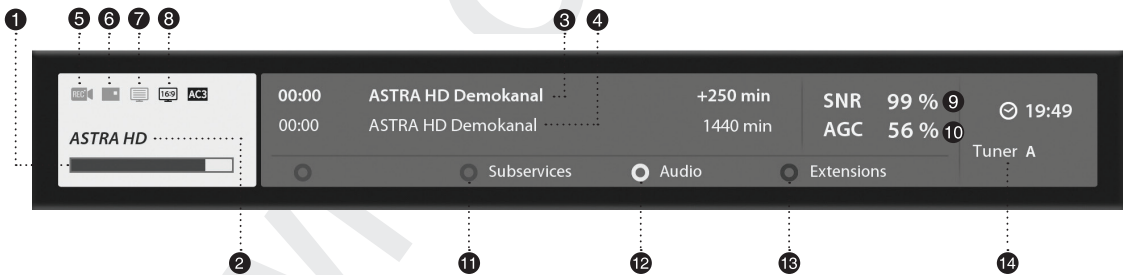 1 5 6 7 8 3 4
REC 16:9 AC3
ASTRA HD
00:00 ASTRA HD Demokanal +250 min
00:00 ASTRA HD Demokanal 1440 min
SNR 99 % 9
AGC 56 % 10
19:49
Tuner A
Subservices Audio Extensions
2 11 12 13 14